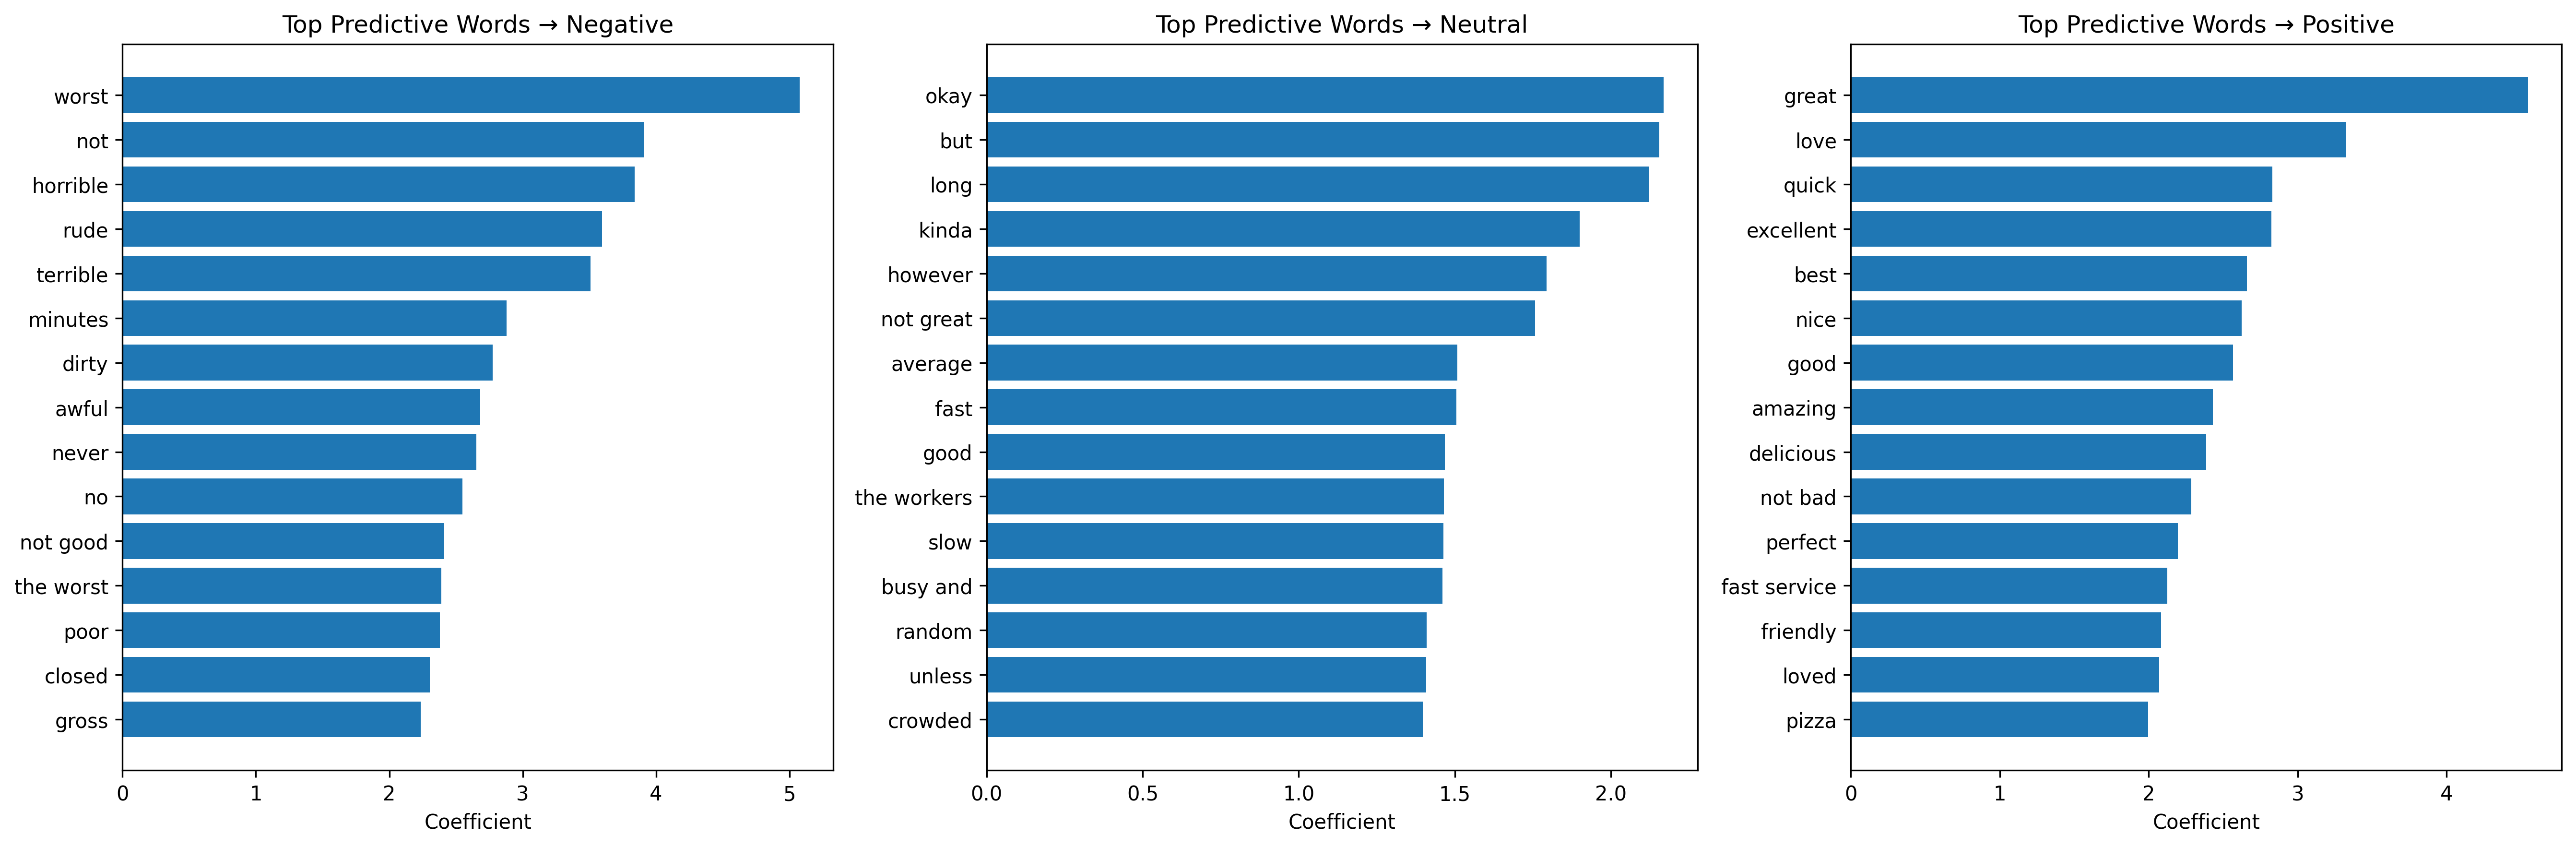 Top Predictive Words → Negative
worst
not
horrible
rude
terrible
minutes
dirty
awful
never
no
not good
the worst
poor
closed
gross
0 1 2 3 4 5
Coefficient
Top Predictive Words → Neutral
okay
but
long
kinda
however
not great
average
fast
good
the workers
slow
busy and
random
unless
crowded
0.0 0.5 1.0 1.5 2.0
Coefficient
Top Predictive Words → Positive
great
love
quick
excellent
best
nice
good
amazing
delicious
not bad
perfect
fast service
friendly
loved
pizza
0 1 2 3 4
Coefficient